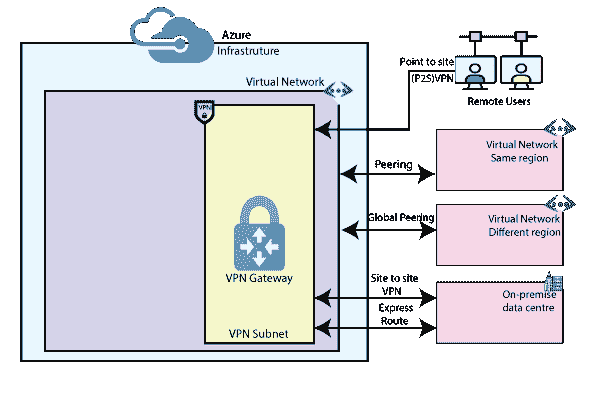 Azure
Infrastruture
Virtual Network
VPN
VPN Gateway
VPN Subnet
Point to site
(P2S)VPN
Remote Users
Peering
Virtual Network
Same region
Global Peering
Virtual Network
Different region
Site to site
VPN
Express
Route
On-premise
data centre